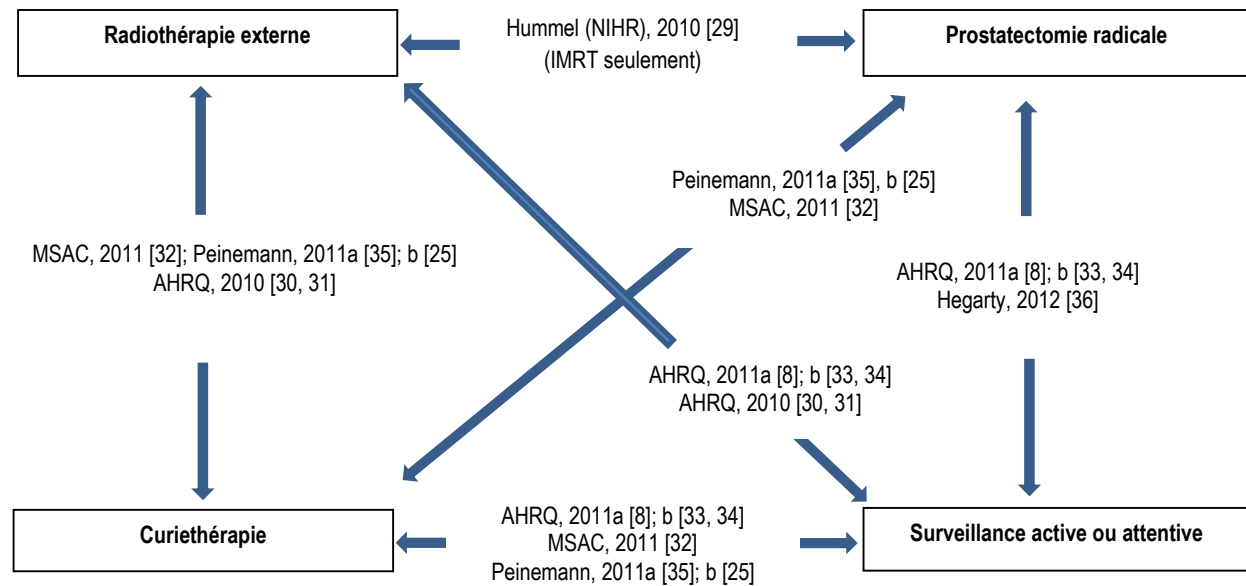 Radiothérapie externe
Hummel (NIHR), 2010 [29]
(IMRT seulement)
Prostatectomie radicale
Peinemann, 2011a [35], b [25]
MSAC, 2011 [32]
MSAC, 2011 [32]; Peinemann, 2011a [35]; b [25]
AHRQ, 2010 [30, 31]
AHRQ, 2011a [8]; b [33, 34]
Hegarty, 2012 [36]
AHRQ, 2011a [8]; b [33, 34]
AHRQ, 2010 [30, 31]
Curiethérapie
AHRQ, 2011a [8]; b [33, 34]
MSAC, 2011 [32]
Peinemann, 2011a [35]; b [25]
Surveillance active ou attentive